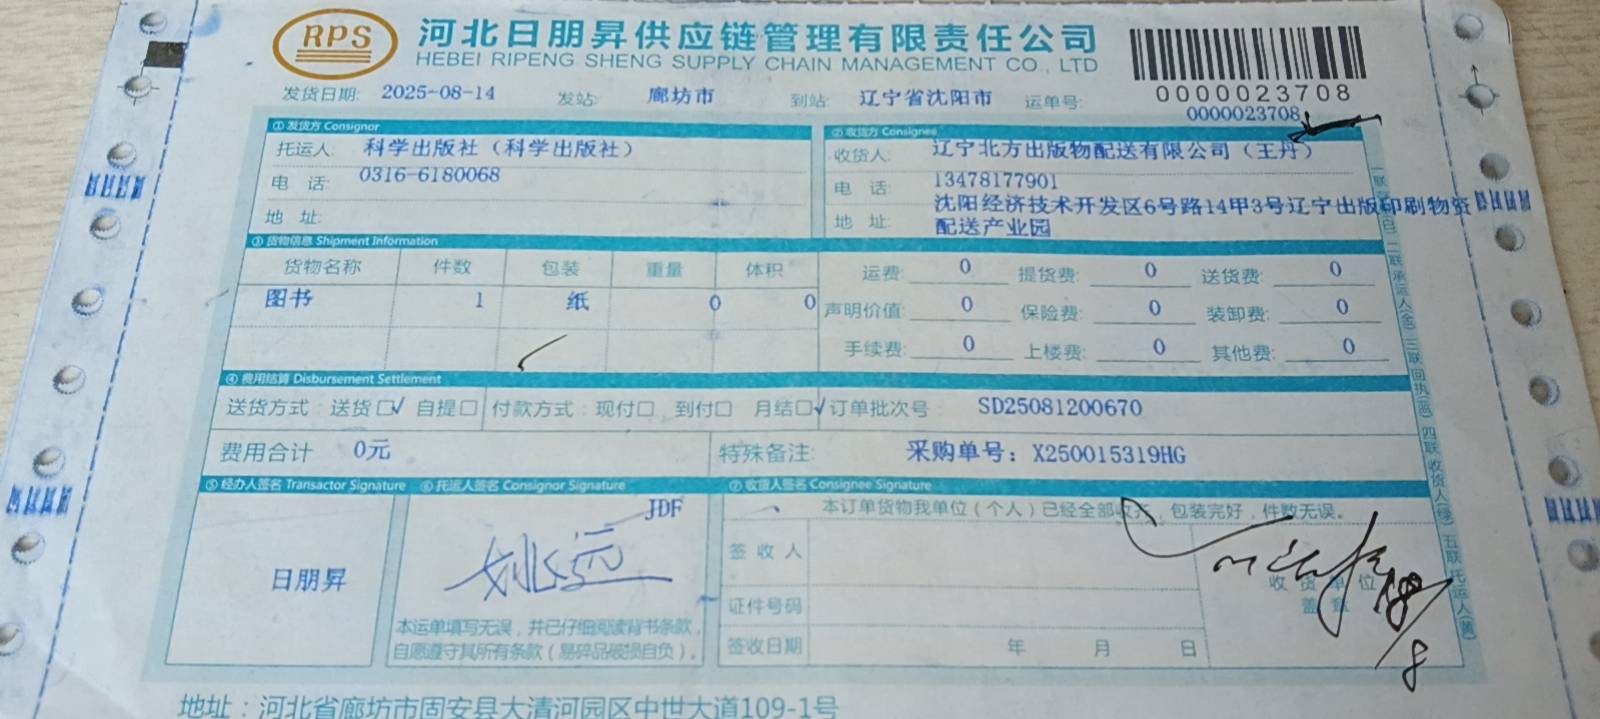 RPS 河北日朋昇供应链管理有限责任公司
HEBEI RIPENG SHENG SUPPLY CHAIN MANAGEMENT CO., LTD
0000023708
发货日期: 2025-08-14 发站: 廊坊市 到站: 辽宁省沈阳市 运单号: 0000023708
① 发货方 Consignor ② 收货方 Consignee
托运人: 科学出版社（科学出版社） 收货人: 辽宁北方出版物配送有限公司（王丹）
电 话: 0316-6180068 电 话: 13478177901
地 址: 地 址: 沈阳经济技术开发区6号路14甲3号辽宁出版印刷物资
配送产业园
③ 货物信息 Shipment Information
货物名称 件数 包装 重量 体积 运费: 0 提货费: 0 送货费: 0
图书 1 纸 0 0 声明价值: 0 保险费: 0 装卸费: 0
手续费: 0 上楼费: 0 其他费: 0
④ 费用结算 Disbursement Settlement
送货方式: 送货□√ 自提□ 付款方式: 现付□ 到付□ 月结□√ 订单批次号: SD25081200670
费用合计 0元 特殊备注: 采购单号: X250015319HG
⑤ 经办人签名 Transactor Signature ⑥ 托运人签名 Consignor Signature ⑦ 收货人签名 Consignee Signature
JDF 本订单货物我单位（个人）已经全部收, 包装完好, 件数无误。
签 收 人
日朋昇 收 货 单 位
盖 章
证件号码
18/8
本运单填写无误, 并已仔细阅读背书条款,
自愿遵守其所有条款（易碎品破损自负）。
签收日期 年 月 日
二联承运人(余) 三联回执(蓝) 四联收货人(绿) 五联托运人(黄)
地址: 河北省廊坊市固安县大清河园区中世大道109-1号